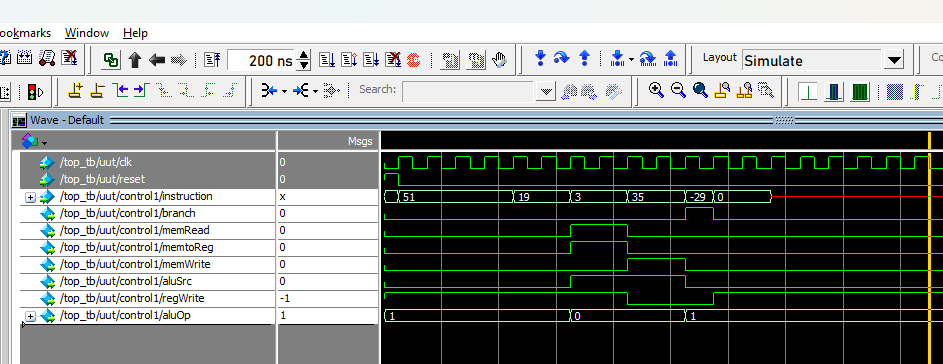 ookmarks Window Help
200 ns
Layout Simulate
Search:
Wave - Default
Msgs
/top_tb/uut/clk 0
/top_tb/uut/reset 0
/top_tb/uut/control1/instruction x 51 19 3 35 -29 0
/top_tb/uut/control1/branch 0
/top_tb/uut/control1/memRead 0
/top_tb/uut/control1/memtoReg 0
/top_tb/uut/control1/memWrite 0
/top_tb/uut/control1/aluSrc 0
/top_tb/uut/control1/regWrite -1
/top_tb/uut/control1/aluOp 1 1 0 1